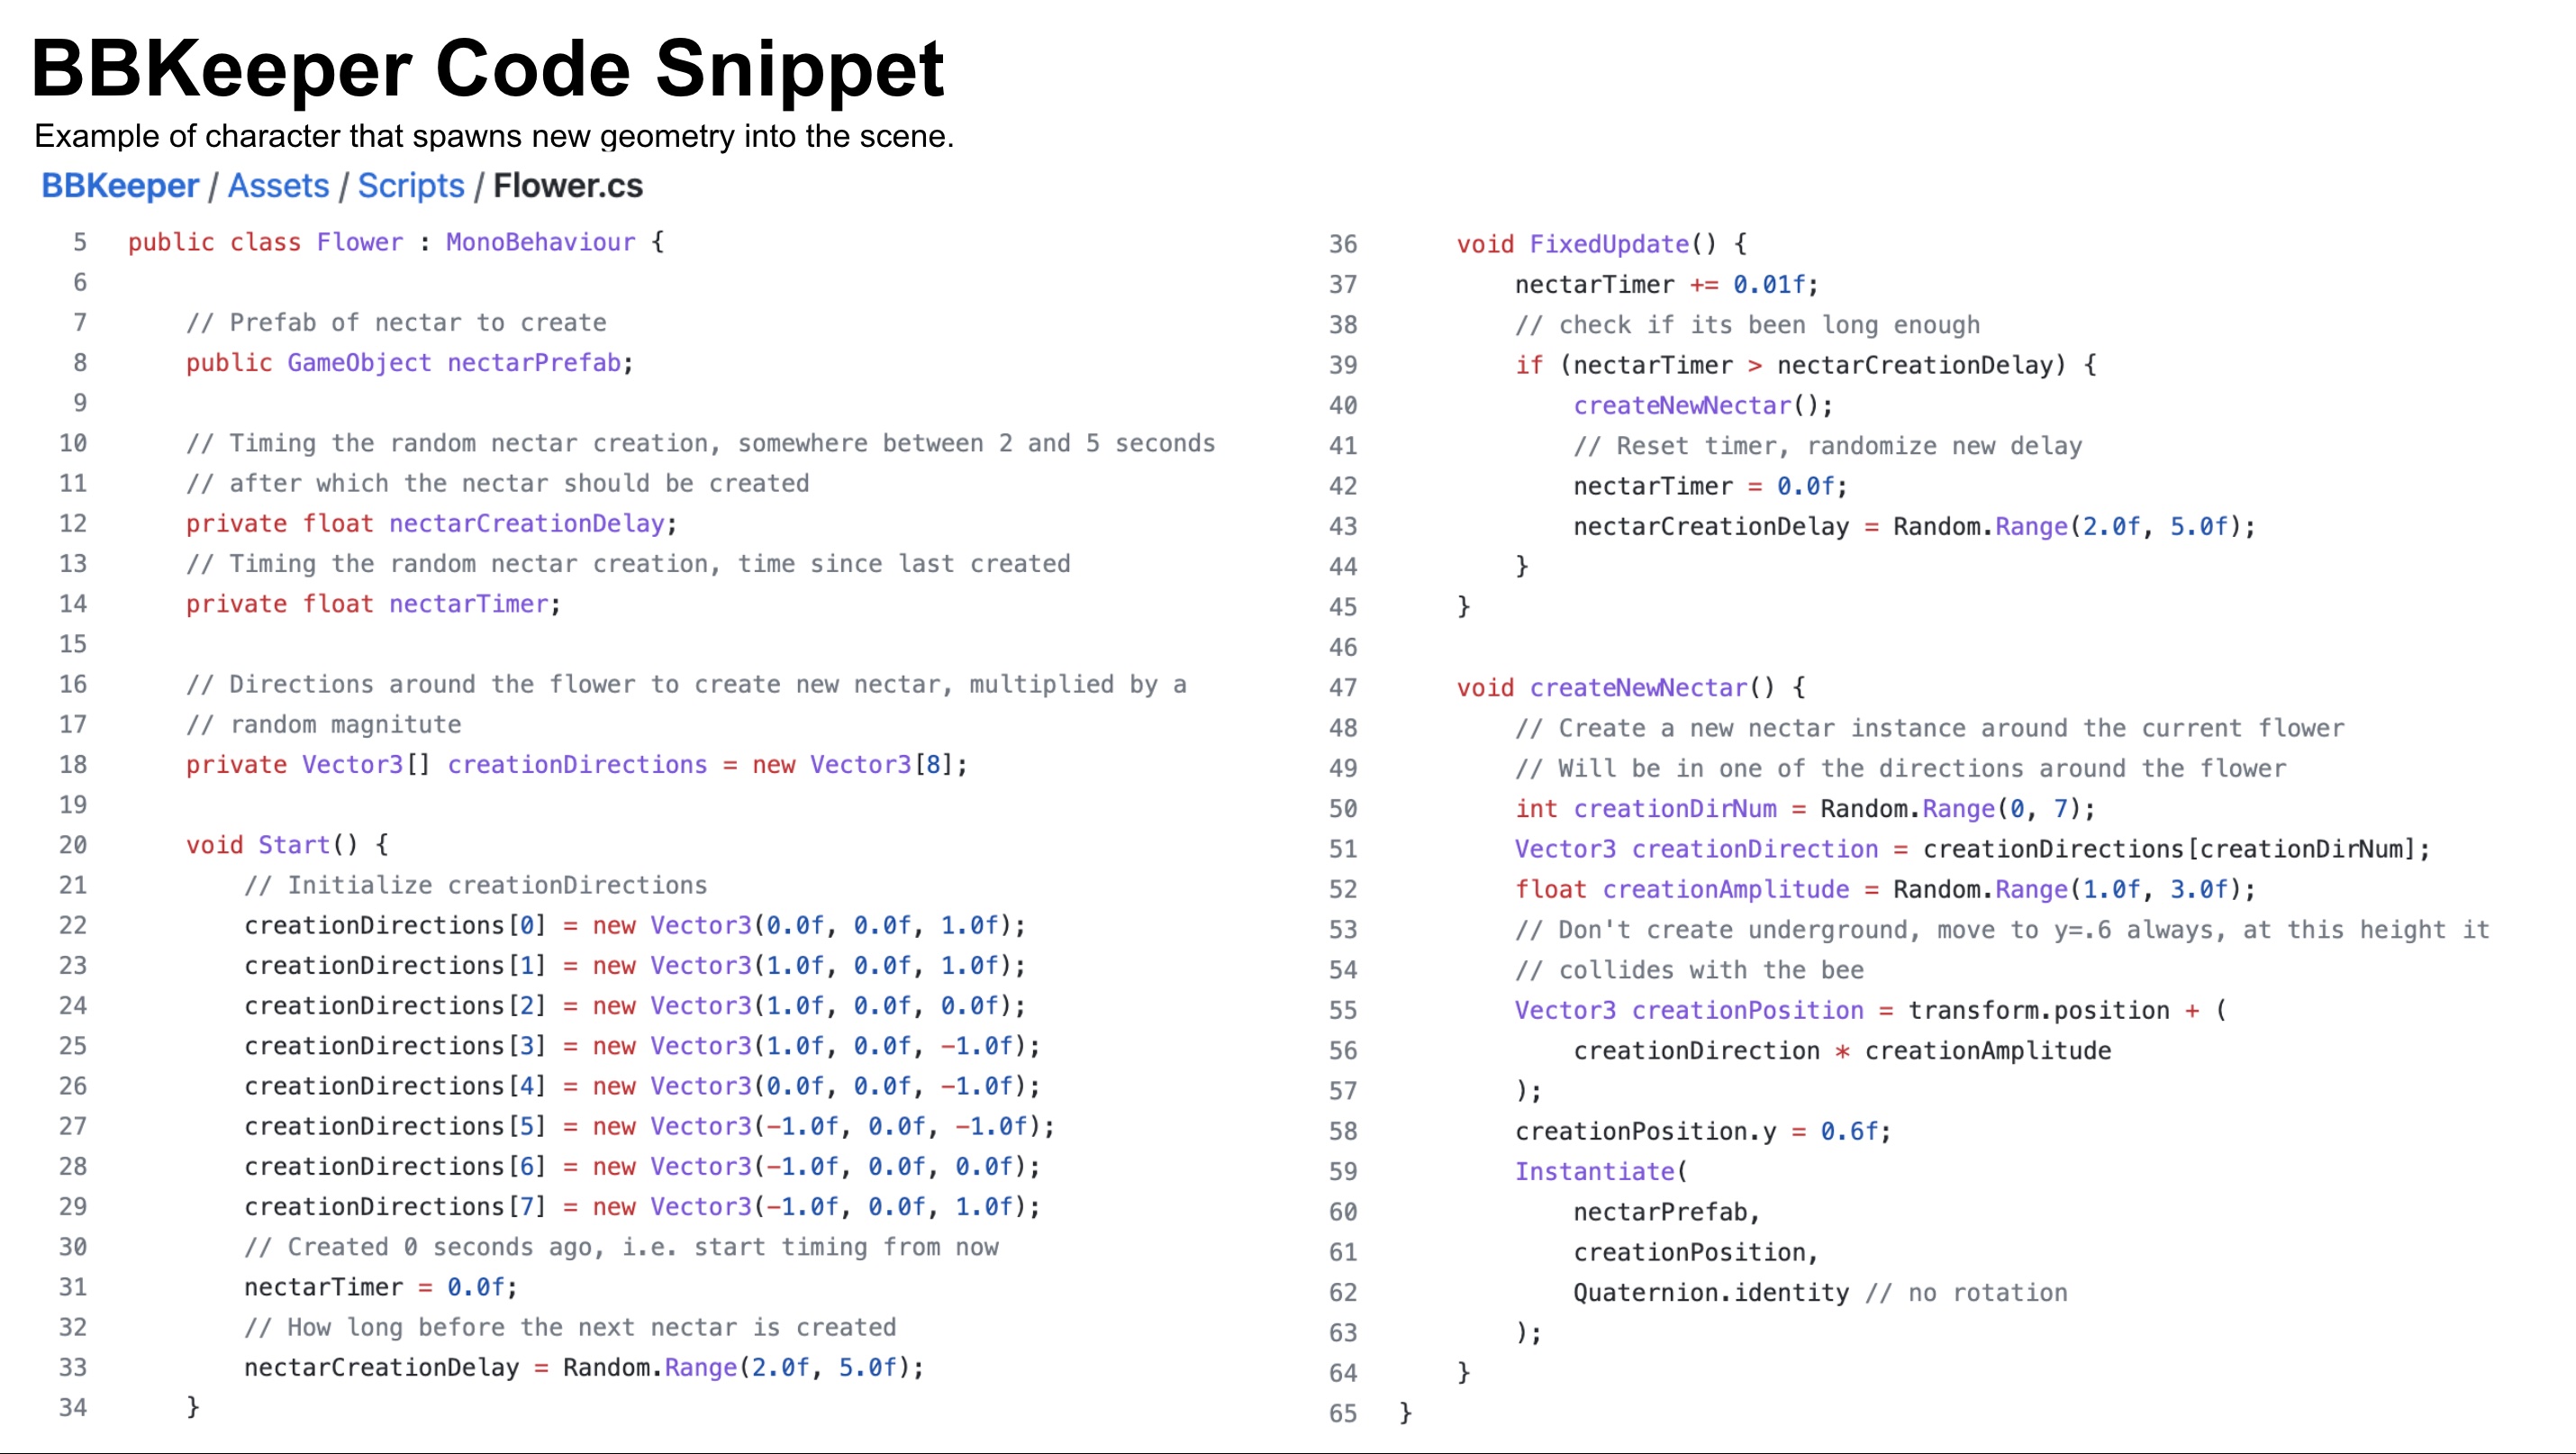 BBKeeper Code Snippet
Example of character that spawns new geometry into the scene.
BBKeeper / Assets / Scripts / Flower.cs
5 public class Flower : MonoBehaviour {
6
7 // Prefab of nectar to create
8 public GameObject nectarPrefab;
9
10 // Timing the random nectar creation, somewhere between 2 and 5 seconds
11 // after which the nectar should be created
12 private float nectarCreationDelay;
13 // Timing the random nectar creation, time since last created
14 private float nectarTimer;
15
16 // Directions around the flower to create new nectar, multiplied by a
17 // random magnitute
18 private Vector3[] creationDirections = new Vector3[8];
19
20 void Start() {
21 // Initialize creationDirections
22 creationDirections[0] = new Vector3(0.0f, 0.0f, 1.0f);
23 creationDirections[1] = new Vector3(1.0f, 0.0f, 1.0f);
24 creationDirections[2] = new Vector3(1.0f, 0.0f, 0.0f);
25 creationDirections[3] = new Vector3(1.0f, 0.0f, -1.0f);
26 creationDirections[4] = new Vector3(0.0f, 0.0f, -1.0f);
27 creationDirections[5] = new Vector3(-1.0f, 0.0f, -1.0f);
28 creationDirections[6] = new Vector3(-1.0f, 0.0f, 0.0f);
29 creationDirections[7] = new Vector3(-1.0f, 0.0f, 1.0f);
30 // Created 0 seconds ago, i.e. start timing from now
31 nectarTimer = 0.0f;
32 // How long before the next nectar is created
33 nectarCreationDelay = Random.Range(2.0f, 5.0f);
34 }
36 void FixedUpdate() {
37 nectarTimer += 0.01f;
38 // check if its been long enough
39 if (nectarTimer > nectarCreationDelay) {
40 createNewNectar();
41 // Reset timer, randomize new delay
42 nectarTimer = 0.0f;
43 nectarCreationDelay = Random.Range(2.0f, 5.0f);
44 }
45 }
46
47 void createNewNectar() {
48 // Create a new nectar instance around the current flower
49 // Will be in one of the directions around the flower
50 int creationDirNum = Random.Range(0, 7);
51 Vector3 creationDirection = creationDirections[creationDirNum];
52 float creationAmplitude = Random.Range(1.0f, 3.0f);
53 // Don't create underground, move to y=.6 always, at this height it
54 // collides with the bee
55 Vector3 creationPosition = transform.position + (
56 creationDirection * creationAmplitude
57 );
58 creationPosition.y = 0.6f;
59 Instantiate(
60 nectarPrefab,
61 creationPosition,
62 Quaternion.identity // no rotation
63 );
64 }
65 }